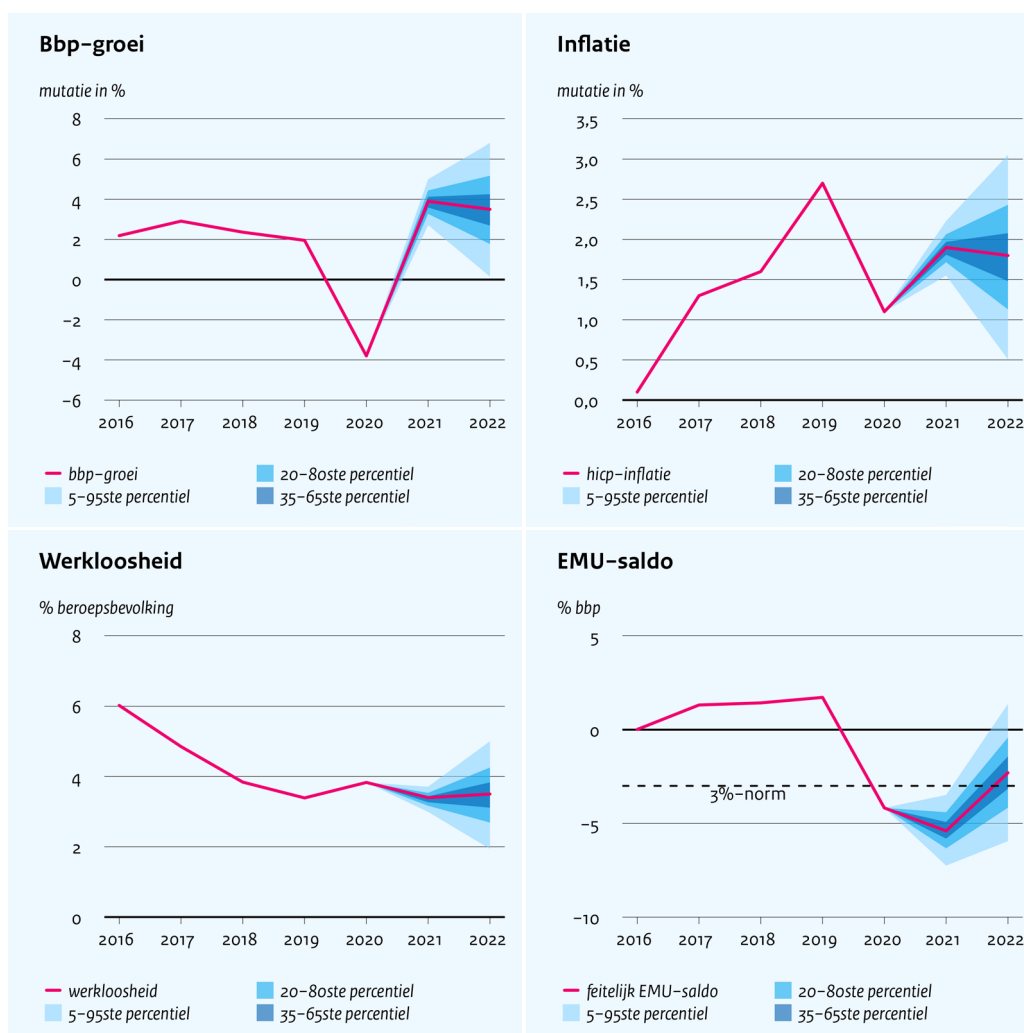 Bbp-groei
mutatie in %
8
6
4
2
0
−2
−4
−6
2016 2017 2018 2019 2020 2021 2022
bbp-groei 20-80ste percentiel
5-95ste percentiel 35-65ste percentiel
Inflatie
mutatie in %
3,5
3,0
2,5
2,0
1,5
1,0
0,5
0,0
2016 2017 2018 2019 2020 2021 2022
hicp-inflatie 20-80ste percentiel
5-95ste percentiel 35-65ste percentiel
Werkloosheid
% beroepsbevolking
8
6
4
2
0
2016 2017 2018 2019 2020 2021 2022
werkloosheid 20-80ste percentiel
5-95ste percentiel 35-65ste percentiel
EMU-saldo
% bbp
5
0
3%-norm
−5
−10
2016 2017 2018 2019 2020 2021 2022
feitelijk EMU-saldo 20-80ste percentiel
5-95ste percentiel 35-65ste percentiel